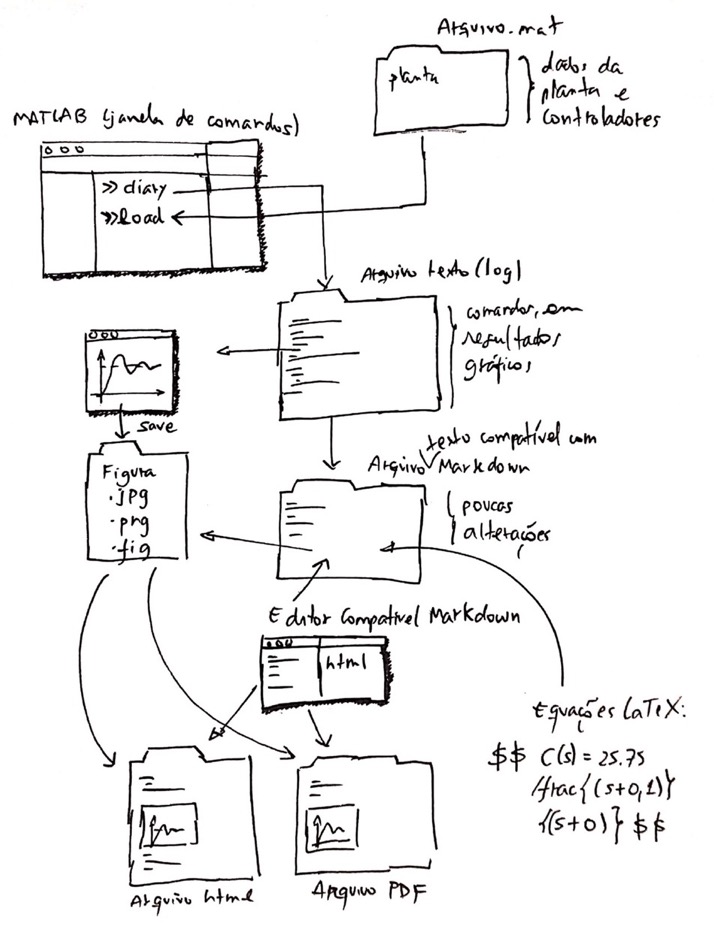 Arquivo.mat
planta
dados da
planta e
controladores
MATLAB (janela de comandos)
>> diary
>> load
Arquivo texto (log)
comandos, em
resultados
gráficos
save
texto compatível com
Arquivo Markdown
Figura
.jpg
.png
.fig
poucas
alterações
Editor Compativel Markdown
html
Equações LaTeX:
$$ C(s) = 25.75
/frac{(s+0,1)}
{(s+0)} $$
Arquivo html
Arquivo PDF